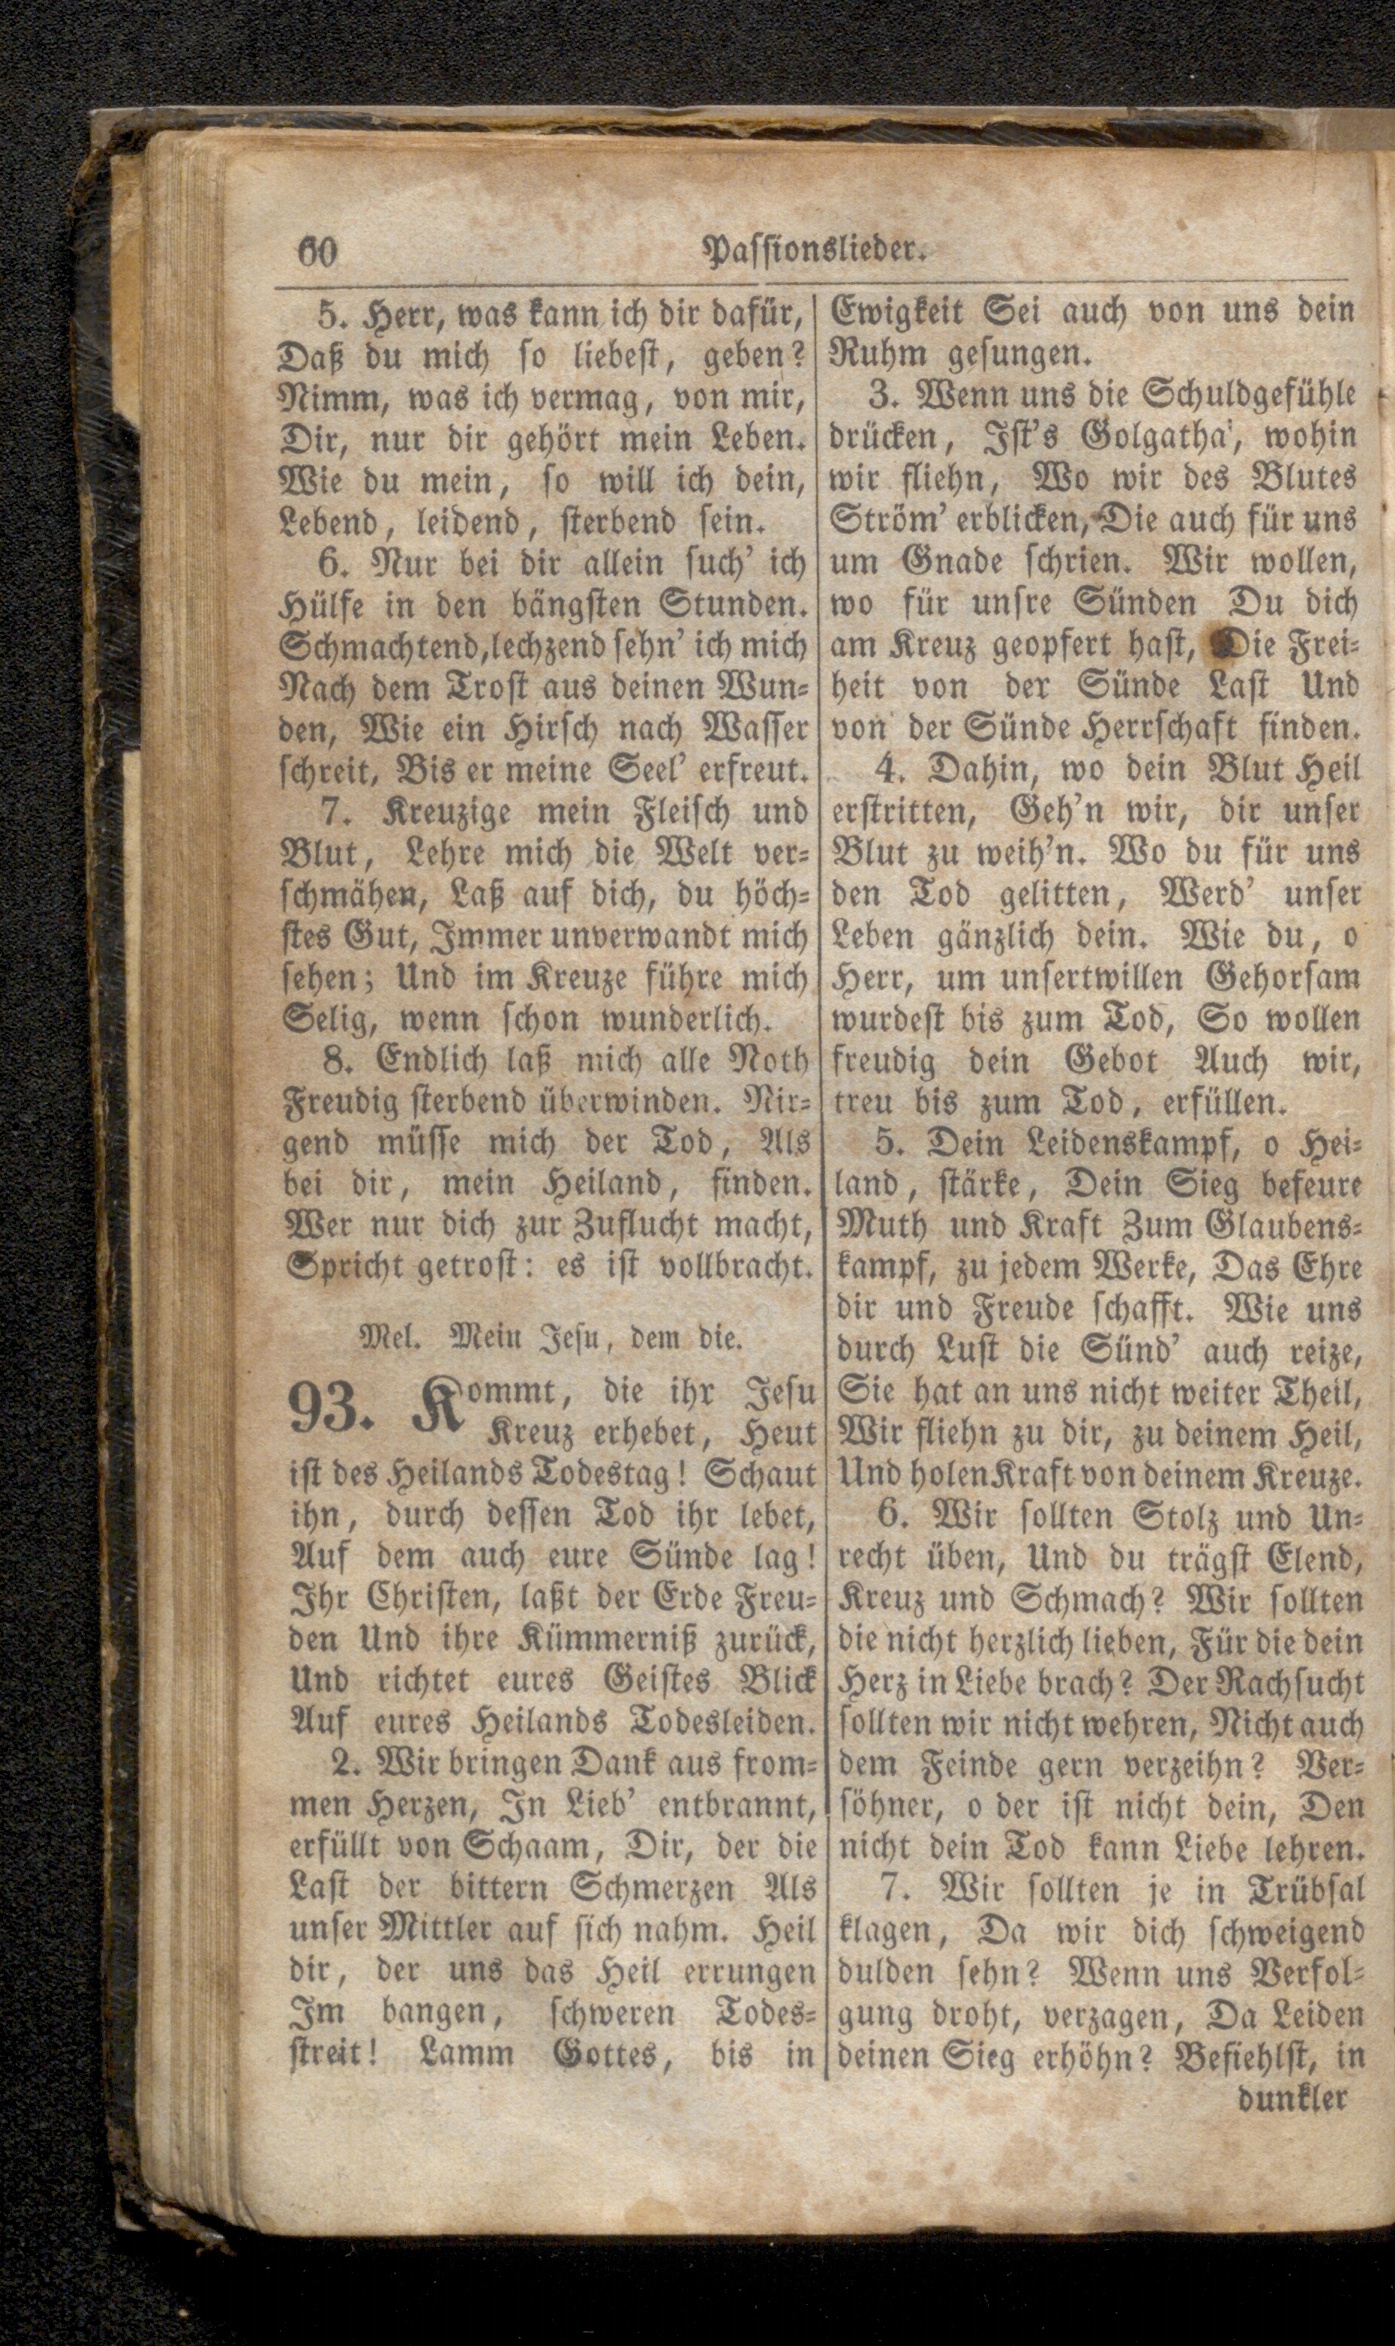 60
Passionslieder.
5. Herr, was kann ich dir dafür,
Daß du mich so liebest, geben?
Nimm, was ich vermag, von mir,
Dir, nur dir gehört mein Leben.
Wie du mein, so will ich dein,
Lebend, leidend, sterbend sein.
6. Nur bei dir allein such' ich
Hülfe in den bängsten Stunden.
Schmachtend, lechzend sehn' ich mich
Nach dem Trost aus deinen Wun-
den, Wie ein Hirsch nach Wasser
schreit, Bis er meine Seel' erfreut.
7. Kreuzige mein Fleisch und
Blut, Lehre mich die Welt ver-
schmähen, Laß auf dich, du höch-
stes Gut, Immer unverwandt mich
sehen; Und im Kreuze führe mich
Selig, wenn schon wunderlich.
8. Endlich laß mich alle Noth
Freudig sterbend überwinden. Nir-
gend müsse mich der Tod, Als
bei dir, mein Heiland, finden.
Wer nur dich zur Zuflucht macht,
Spricht getrost: es ist vollbracht.
Mel. Mein Jesu, dem die.
93. Kommt, die ihr Jesu
Kreuz erhebet, Heut
ist des Heilands Todestag! Schaut
ihn, durch dessen Tod ihr lebet,
Auf dem auch eure Sünde lag!
Ihr Christen, laßt der Erde Freu-
den Und ihre Kümmerniß zurück,
Und richtet eures Geistes Blick
Auf eures Heilands Todesleiden.
2. Wir bringen Dank aus from-
men Herzen, In Lieb' entbrannt,
erfüllt von Schaam, Dir, der die
Last der bittern Schmerzen Als
unser Mittler auf sich nahm. Heil
dir, der uns das Heil errungen
Im bangen, schweren Todes-
streit! Lamm Gottes, bis in
Ewigkeit Sei auch von uns dein
Ruhm gesungen.
3. Wenn uns die Schuldgefühle
drücken, Ist's Golgatha', wohin
wir fliehn, Wo wir des Blutes
Ström' erblicken, Die auch für uns
um Gnade schrien. Wir wollen,
wo für unsre Sünden Du dich
am Kreuz geopfert hast, Die Frei-
heit von der Sünde Last Und
von der Sünde Herrschaft finden.
4. Dahin, wo dein Blut Heil
erstritten, Geh'n wir, dir unser
Blut zu weih'n. Wo du für uns
den Tod gelitten, Werd' unser
Leben gänzlich dein. Wie du, o
Herr, um unsertwillen Gehorsam
wurdest bis zum Tod, So wollen
freudig dein Gebot Auch wir,
treu bis zum Tod, erfüllen.
5. Dein Leidenskampf, o Hei-
land, stärke, Dein Sieg befeure
Muth und Kraft Zum Glaubens-
kampf, zu jedem Werke, Das Ehre
dir und Freude schafft. Wie uns
durch Lust die Sünd' auch reize,
Sie hat an uns nicht weiter Theil,
Wir fliehn zu dir, zu deinem Heil,
Und holen Kraft von deinem Kreuze.
6. Wir sollten Stolz und Un-
recht üben, Und du trägst Elend,
Kreuz und Schmach? Wir sollten
die nicht herzlich lieben, Für die dein
Herz in Liebe brach? Der Rachsucht
sollten wir nicht wehren, Nicht auch
dem Feinde gern verzeihn? Ver-
söhner, o der ist nicht dein, Den
nicht dein Tod kann Liebe lehren.
7. Wir sollten je in Trübsal
klagen, Da wir dich schweigend
dulden sehn? Wenn uns Verfol-
gung droht, verzagen, Da Leiden
deinen Sieg erhöhn? Befiehlst, in
dunkler